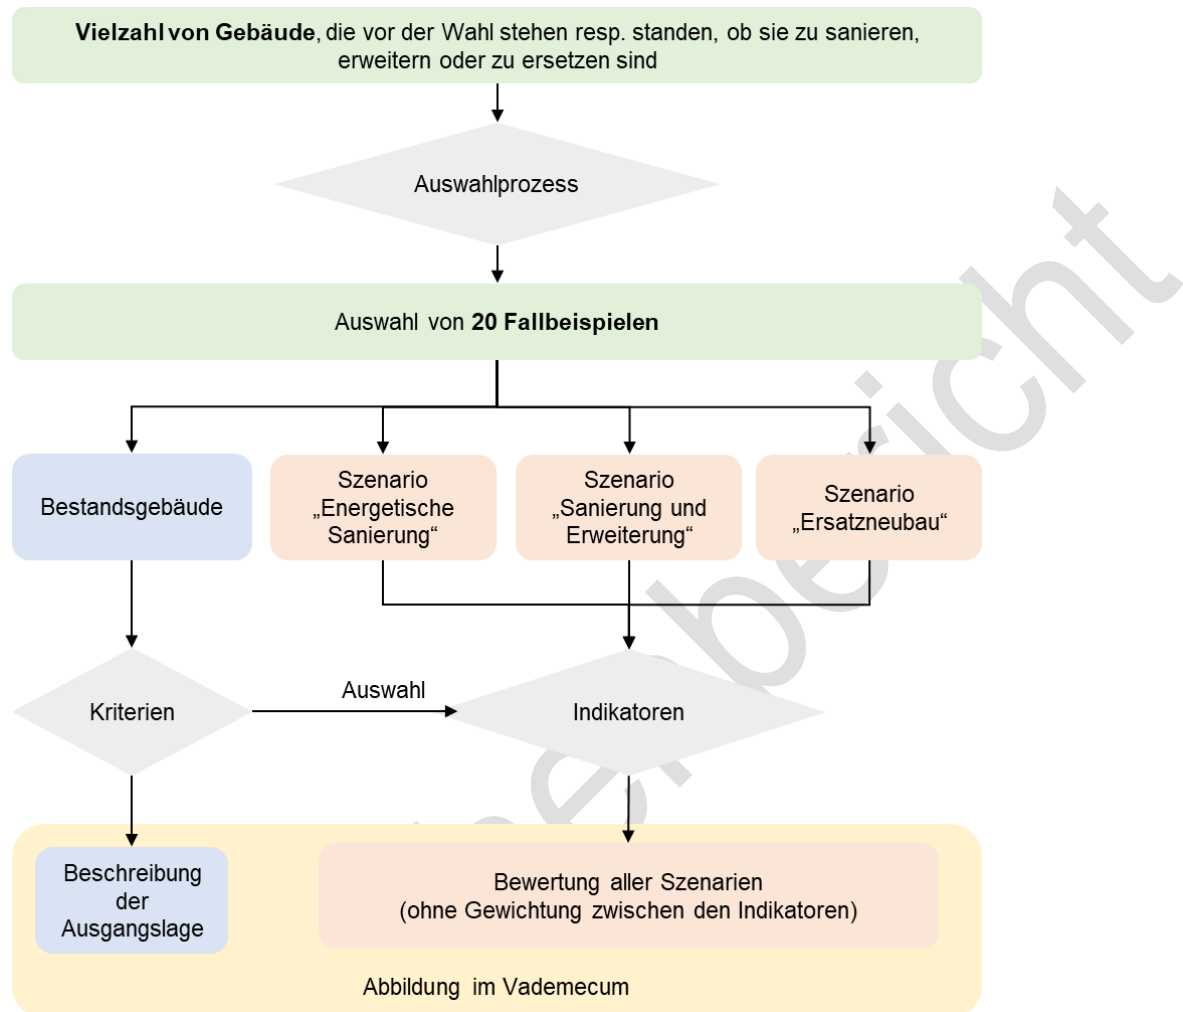 Vielzahl von Gebäude, die vor der Wahl stehen resp. standen, ob sie zu sanieren,
erweitern oder zu ersetzen sind
Auswahlprozess
Auswahl von 20 Fallbeispielen
Bestandsgebäude
Szenario
„Energetische
Sanierung“
Szenario
„Sanierung und
Erweiterung“
Szenario
„Ersatzneubau“
Kriterien
Auswahl
Indikatoren
Beschreibung
der
Ausgangslage
Bewertung aller Szenarien
(ohne Gewichtung zwischen den Indikatoren)
Abbildung im Vademecum